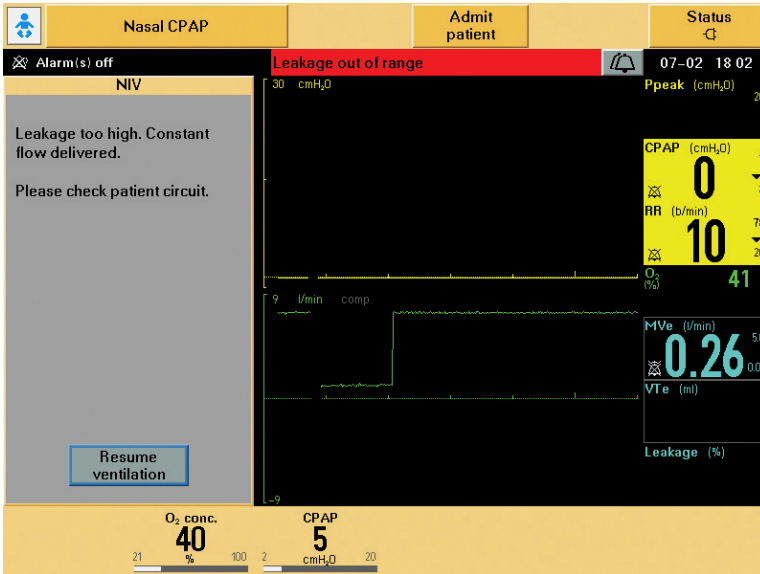 Nasal CPAP
Admit
patient
Status
Alarm(s) off
Leakage out of range
07-02 18 02
NIV
Leakage too high. Constant
flow delivered.
Please check patient circuit.
Resume
ventilation
30 cmH₂O
9 l/min comp.
-9
Ppeak (cmH₂O)
CPAP (cmH₂O)
0
RR (b/min)
10
O₂
(%)
41
MVe (l/min)
0.26
VTe (ml)
Leakage (%)
O₂ conc.
40
21 % 100
CPAP
5
2 cmH₂O 20